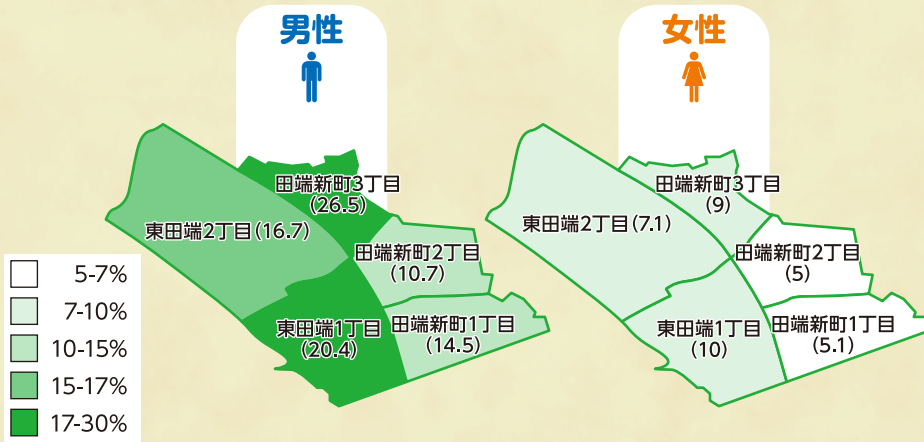 男性
女性
田端新町3丁目
(26.5)
東田端2丁目(16.7)
田端新町2丁目
(10.7)
東田端1丁目
(20.4)
田端新町1丁目
(14.5)
田端新町3丁目
(9)
東田端2丁目(7.1)
田端新町2丁目
(5)
東田端1丁目
(10)
田端新町1丁目
(5.1)
5-7%
7-10%
10-15%
15-17%
17-30%